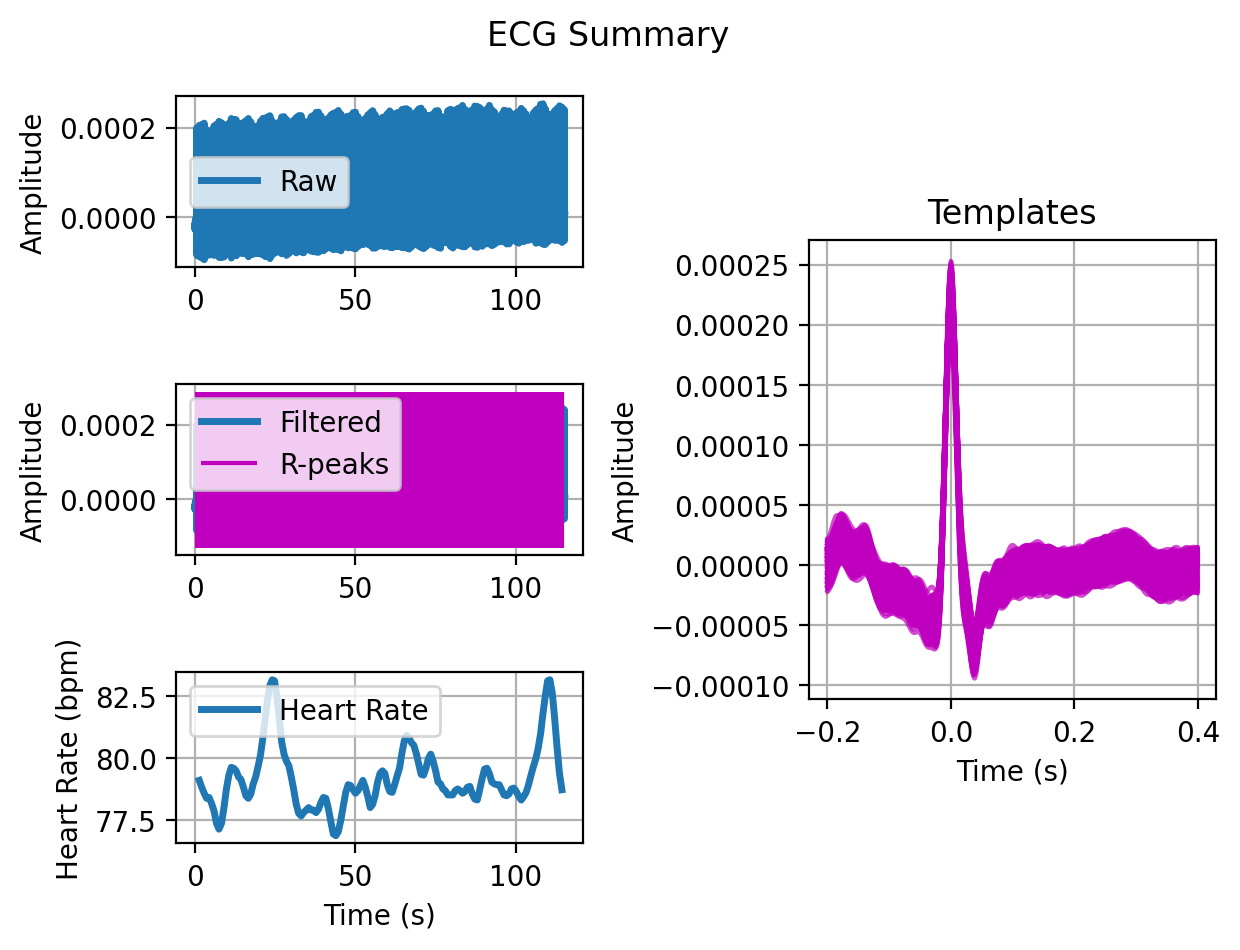 ECG Summary
Amplitude
0.0002
0.0000
Raw
0
50
100
Amplitude
0.0002
0.0000
Filtered
R-peaks
0
50
100
Heart Rate (bpm)
82.5
80.0
77.5
Heart Rate
0
50
100
Time (s)
Templates
Amplitude
0.00025
0.00020
0.00015
0.00010
0.00005
0.00000
−0.00005
−0.00010
−0.2
0.0
0.2
0.4
Time (s)